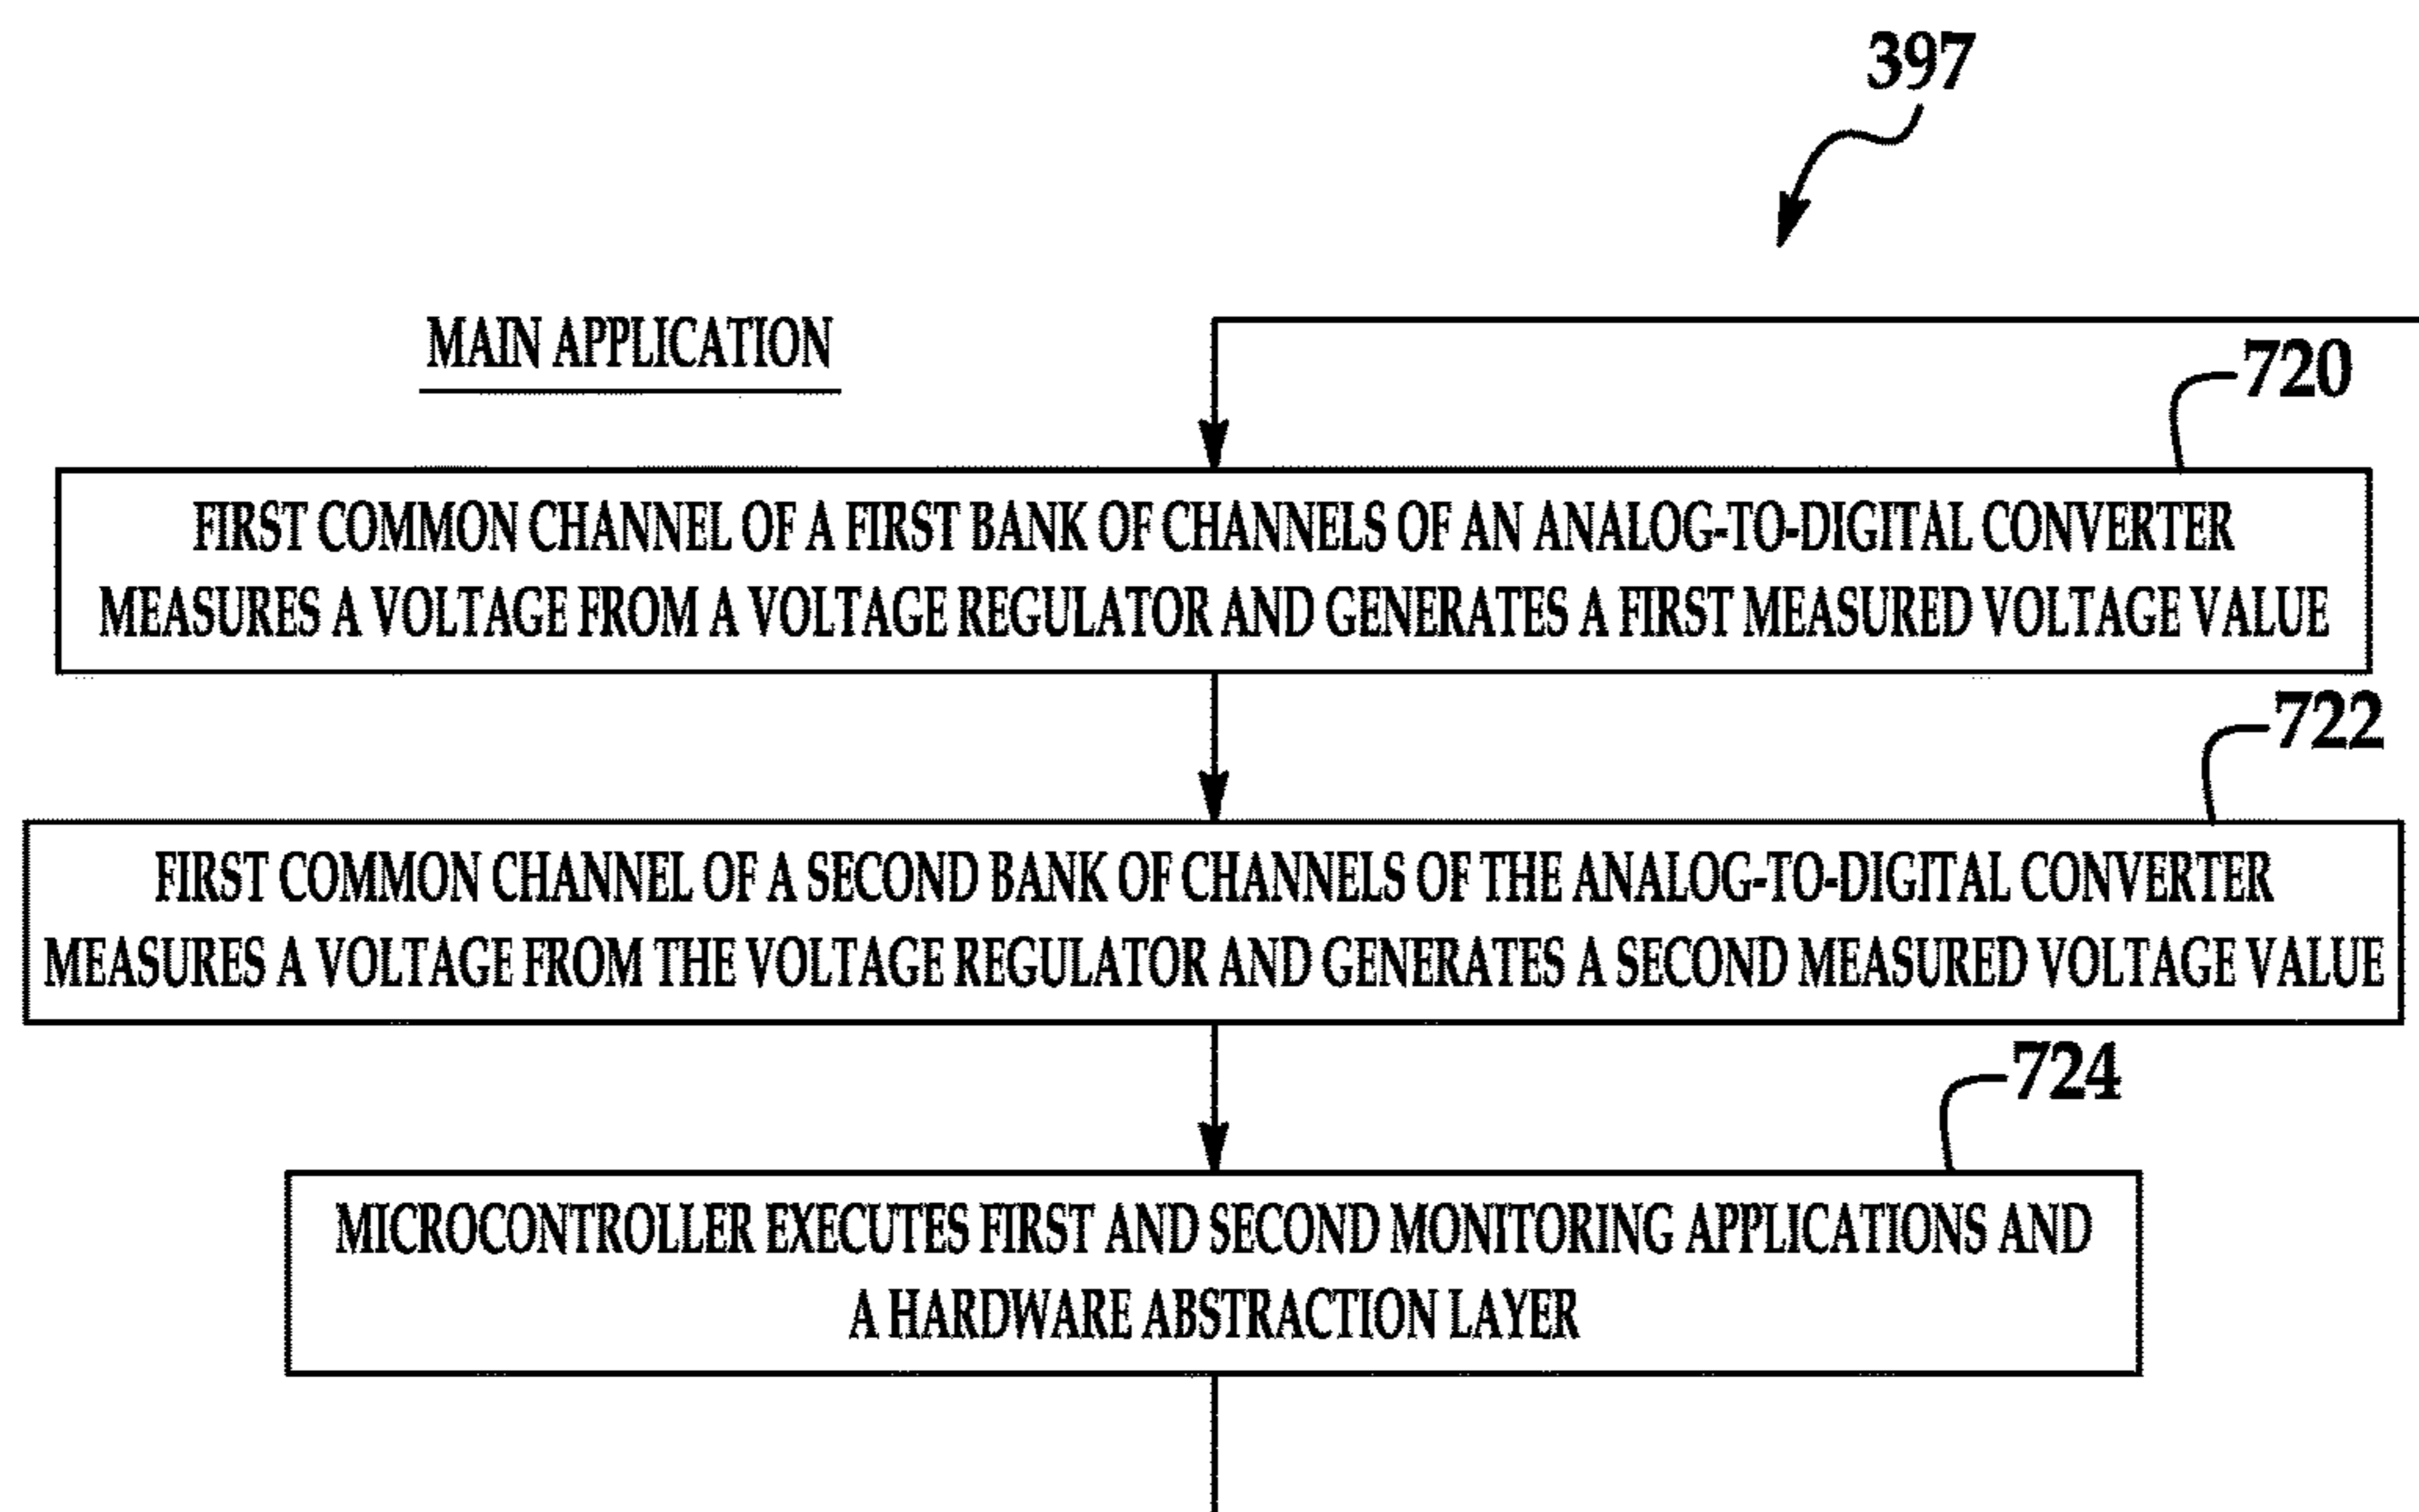 397
MAIN APPLICATION
720
FIRST COMMON CHANNEL OF A FIRST BANK OF CHANNELS OF AN ANALOG-TO-DIGITAL CONVERTER
MEASURES A VOLTAGE FROM A VOLTAGE REGULATOR AND GENERATES A FIRST MEASURED VOLTAGE VALUE
722
FIRST COMMON CHANNEL OF A SECOND BANK OF CHANNELS OF THE ANALOG-TO-DIGITAL CONVERTER
MEASURES A VOLTAGE FROM THE VOLTAGE REGULATOR AND GENERATES A SECOND MEASURED VOLTAGE VALUE
724
MICROCONTROLLER EXECUTES FIRST AND SECOND MONITORING APPLICATIONS AND
A HARDWARE ABSTRACTION LAYER